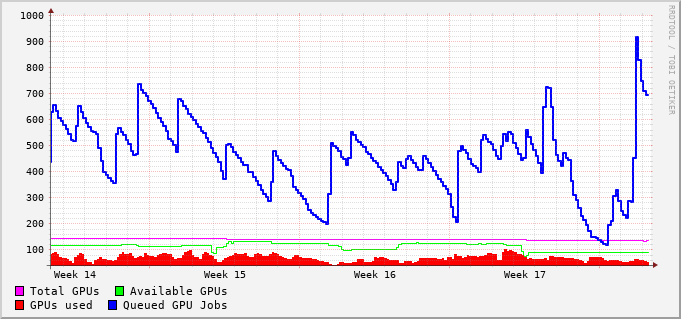 1000
900
800
700
600
500
400
300
200
100
Week 14 Week 15 Week 16 Week 17
Total GPUs Available GPUs
GPUs used Queued GPU Jobs
RRDTOOL / TOBI OETIKER